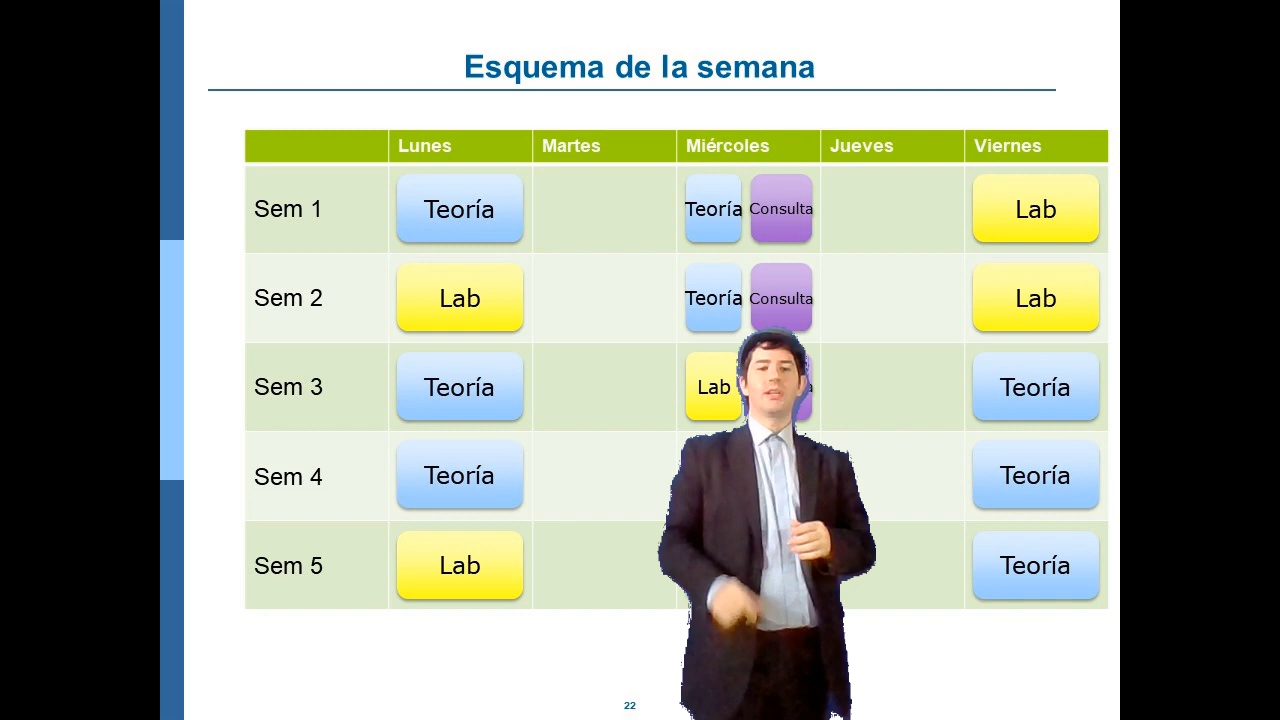 Esquema de la semana
Lunes Martes Miércoles Jueves Viernes
Sem 1 Teoría Teoría Consulta Lab
Sem 2 Lab Teoría Consulta Lab
Sem 3 Teoría Lab Teoría
Sem 4 Teoría Teoría
Sem 5 Lab Teoría
22